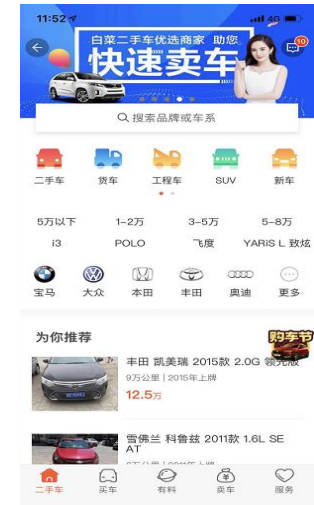 11:52 4G
白菜二手车优选商家 助您
快速卖车
10
搜索品牌或车系
二手车 货车 工程车 SUV 新车
5万以下 1-2万 3-5万 5-8万
i3 POLO 飞度 YARiS L 致炫
宝马 大众 本田 丰田 奥迪 更多
为你推荐
购车节
丰田 凯美瑞 2015款 2.0G 领先版
9万公里 | 2015年上牌
12.5万
雪佛兰 科鲁兹 2011款 1.6L SE
AT
二手车 买车 有料 卖车 服务